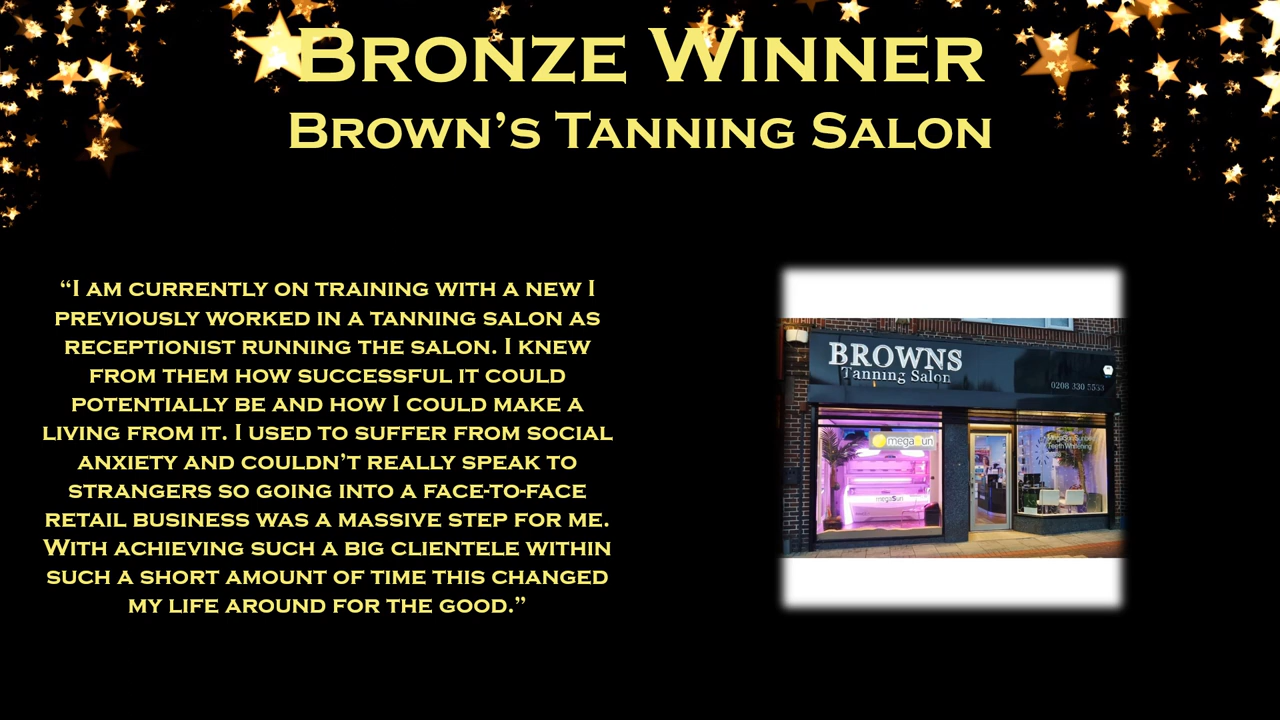 Bronze Winner
Brown’s Tanning Salon
“I am currently on training with a new I
previously worked in a tanning salon as
receptionist running the salon. I knew
from them how successful it could
potentially be and how I could make a
living from it. I used to suffer from social
anxiety and couldn’t really speak to
strangers so going into a face-to-face
retail business was a massive step for me.
With achieving such a big clientele within
such a short amount of time this changed
my life around for the good.”
BROWNS
Tanning Salon
0208 330 5553
megaSun
megaSun
Teeth Whitening